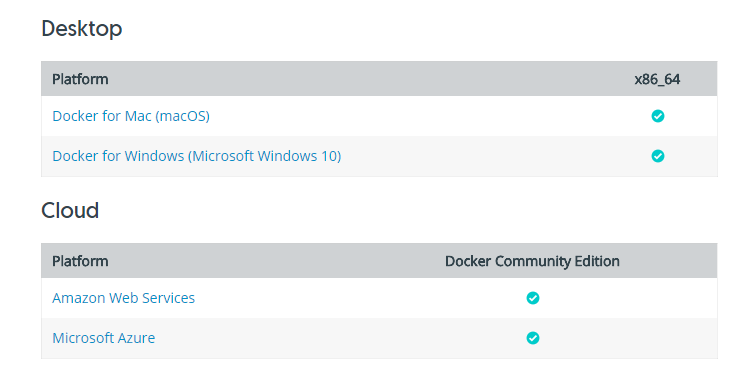 Desktop
Platform x86_64
Docker for Mac (macOS)
Docker for Windows (Microsoft Windows 10)
Cloud
Platform Docker Community Edition
Amazon Web Services
Microsoft Azure